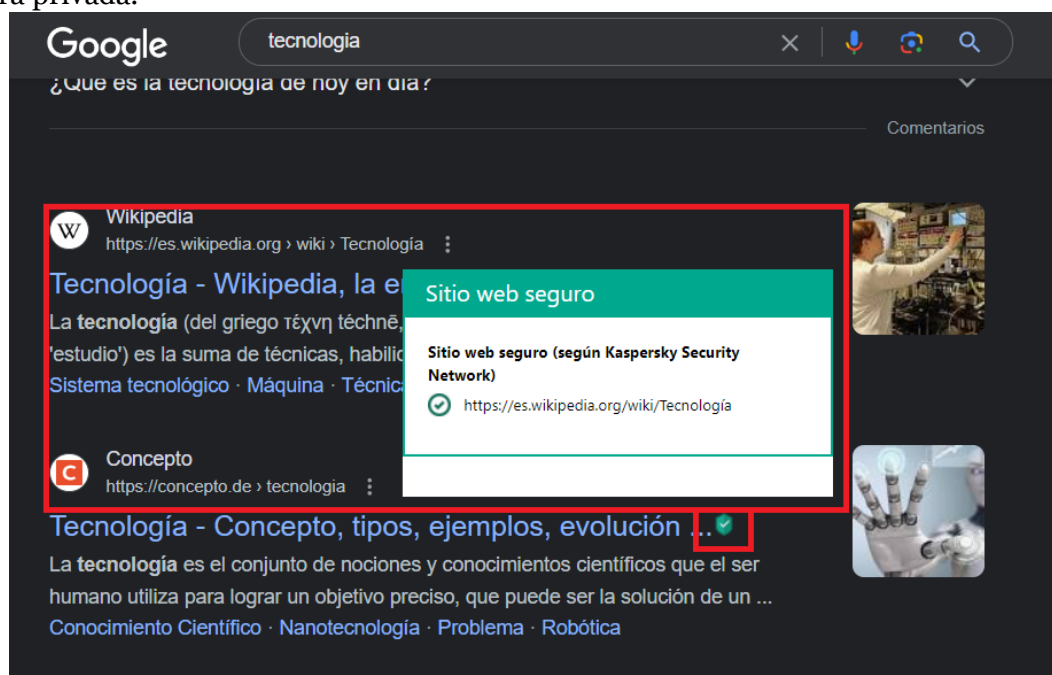 ra privada.
Google
tecnologia
¿Qué es la tecnología de hoy en día?
Comentarios
Wikipedia
https://es.wikipedia.org › wiki › Tecnología
Tecnología - Wikipedia, la e
La tecnología (del griego τέχνη téchnē,
'estudio') es la suma de técnicas, habilid
Sistema tecnológico · Máquina · Técnica
Sitio web seguro
Sitio web seguro (según Kaspersky Security
Network)
https://es.wikipedia.org/wiki/Tecnología
Concepto
https://concepto.de › tecnologia
Tecnología - Concepto, tipos, ejemplos, evolución ...
La tecnología es el conjunto de nociones y conocimientos científicos que el ser
humano utiliza para lograr un objetivo preciso, que puede ser la solución de un ...
Conocimiento Científico · Nanotecnología · Problema · Robótica